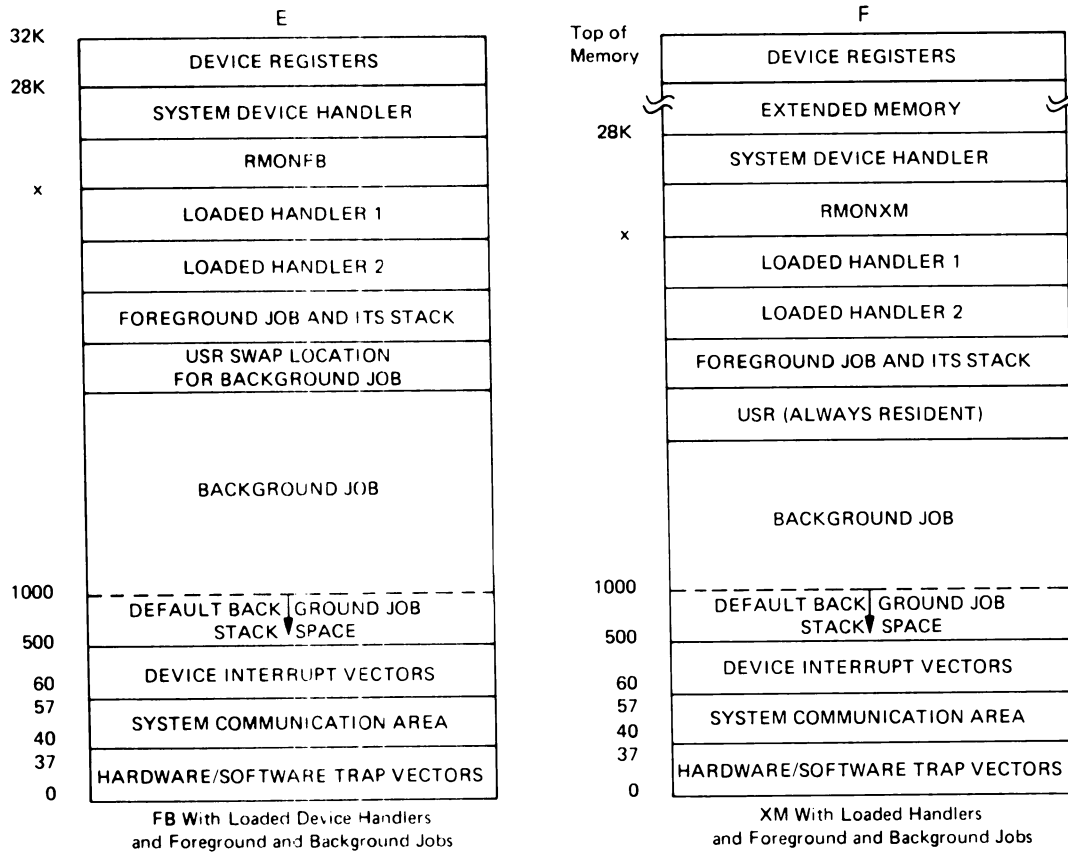 E
32K
DEVICE REGISTERS
28K
SYSTEM DEVICE HANDLER
RMONFB
x
LOADED HANDLER 1
LOADED HANDLER 2
FOREGROUND JOB AND ITS STACK
USR SWAP LOCATION
FOR BACKGROUND JOB
BACKGROUND JOB
1000
DEFAULT BACK GROUND JOB
STACK SPACE
500
DEVICE INTERRUPT VECTORS
60
57
SYSTEM COMMUNICATION AREA
40
37
HARDWARE/SOFTWARE TRAP VECTORS
0
FB With Loaded Device Handlers
and Foreground and Background Jobs
F
Top of
Memory
DEVICE REGISTERS
EXTENDED MEMORY
28K
SYSTEM DEVICE HANDLER
RMONXM
x
LOADED HANDLER 1
LOADED HANDLER 2
FOREGROUND JOB AND ITS STACK
USR (ALWAYS RESIDENT)
BACKGROUND JOB
1000
DEFAULT BACK GROUND JOB
STACK SPACE
500
DEVICE INTERRUPT VECTORS
60
57
SYSTEM COMMUNICATION AREA
40
37
HARDWARE/SOFTWARE TRAP VECTORS
0
XM With Loaded Handlers
and Foreground and Background Jobs